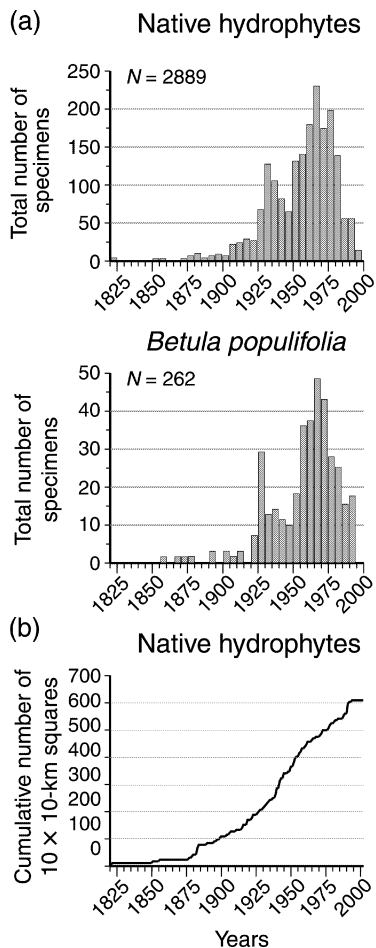 (a)
Native hydrophytes
N = 2889
Total number of
specimens
250
200
150
100
50
0
1825 1850 1875 1900 1925 1950 1975 2000
Betula populifolia
N = 262
Total number of
specimens
50
40
30
20
10
0
1825 1850 1875 1900 1925 1950 1975 2000
(b)
Native hydrophytes
Cumulative number of
10 × 10-km squares
700
600
500
400
300
200
100
0
1825 1850 1875 1900 1925 1950 1975 2000
Years